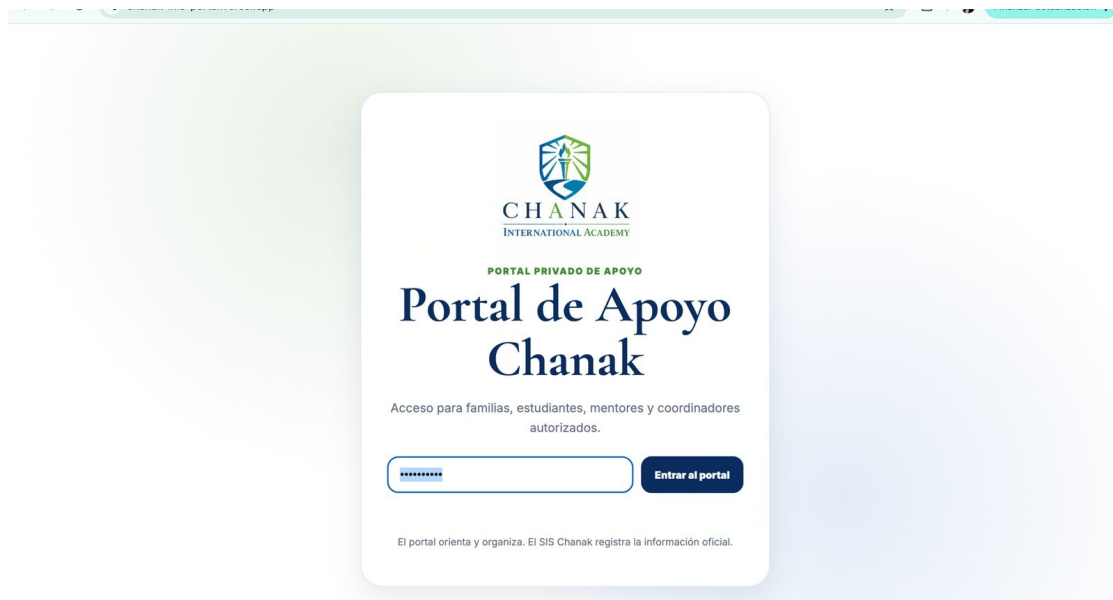 CHANAK
INTERNATIONAL ACADEMY
PORTAL PRIVADO DE APOYO
Portal de Apoyo
Chanak
Acceso para familias, estudiantes, mentores y coordinadores
autorizados.
••••••••••
Entrar al portal
El portal orienta y organiza. El SIS Chanak registra la información oficial.